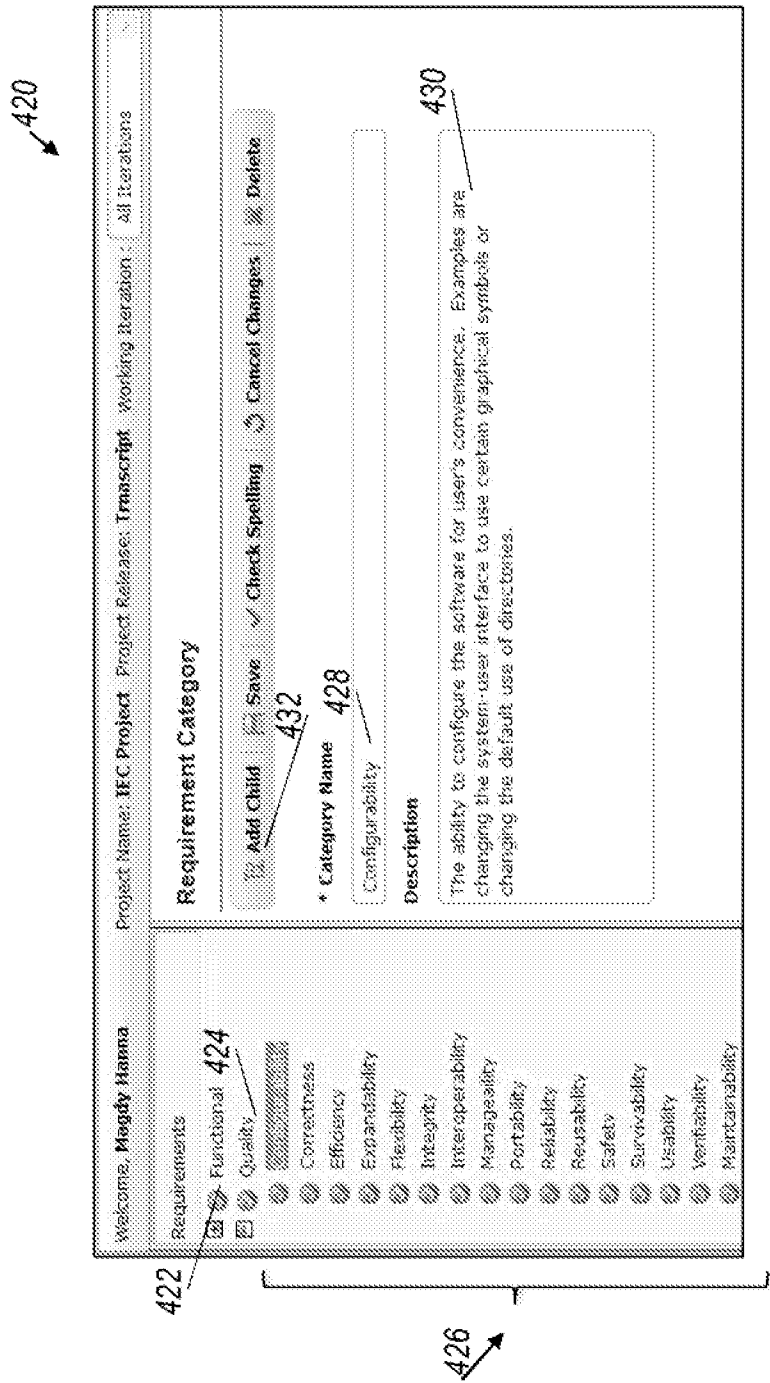 420
Welcome, Magdy Hanna Project Name: IEC Project Project Release: Trnascript Working Iteration : All Iterations
Requirements
Functional
422
Quality
424
Correctness
Efficiency
Expandability
Flexibility
Integrity
Interoperability
Manageality
Portability
Reliability
Reusability
Safety
Survivability
Usability
Verifiability
Maintainability
426
Requirement Category
Add Child Save Check Spelling Cancel Changes Delete
432
* Category Name
428
Configurability
Description
430
The ability to configure the software for user's convenience. Examples are
changing the system-user interface to use certain graphical symbols or
changing the default use of directories.